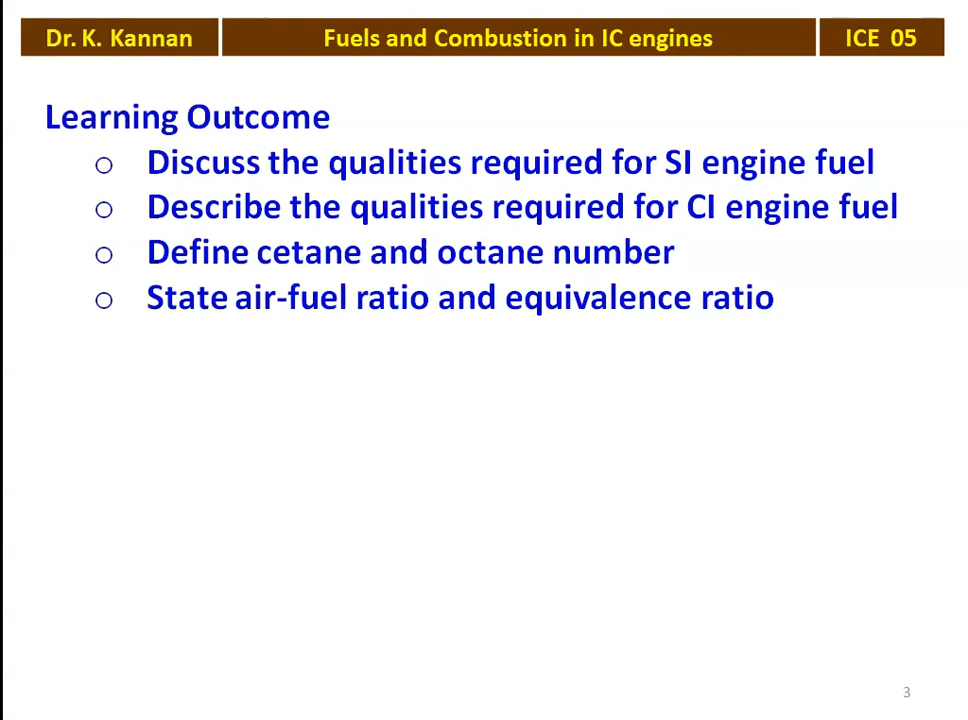 Dr. K. Kannan
Fuels and Combustion in IC engines
ICE 05
Learning Outcome
o Discuss the qualities required for SI engine fuel
o Describe the qualities required for CI engine fuel
o Define cetane and octane number
o State air-fuel ratio and equivalence ratio
3